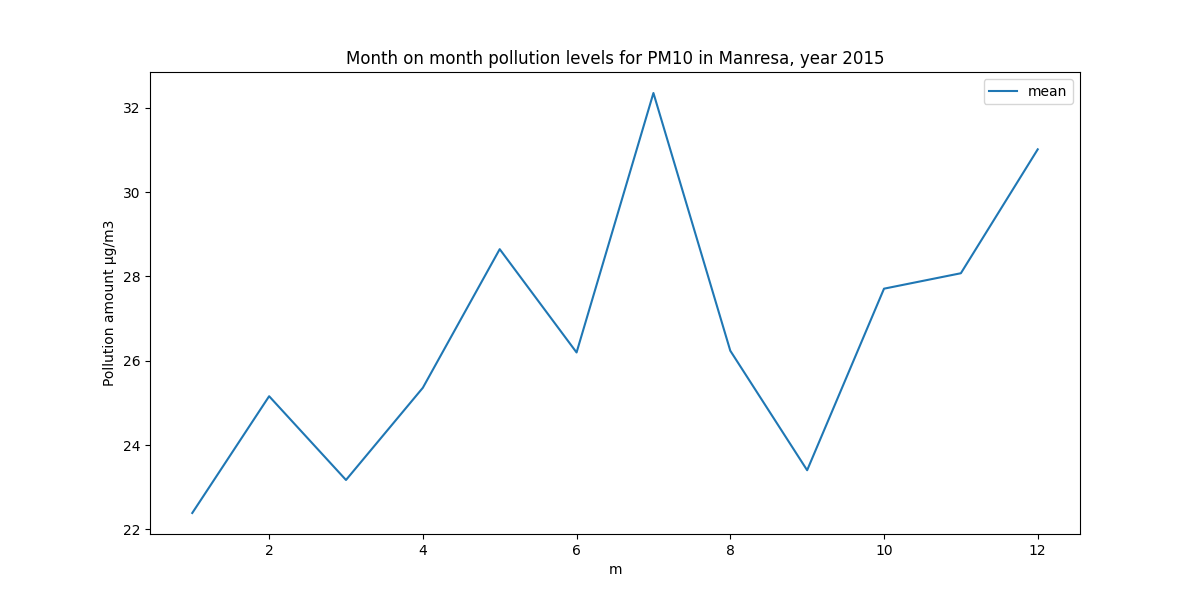 Month on month pollution levels for PM10 in Manresa, year 2015
mean
32
30
28
26
24
22
Pollution amount µg/m3
2 4 6 8 10 12
m